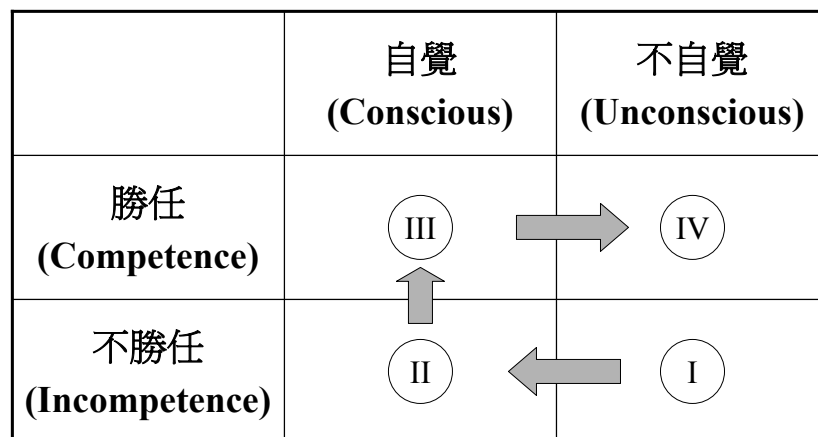 自覺
(Conscious)
不自覺
(Unconscious)
勝任
(Competence)
III
IV
不勝任
(Incompetence)
II
I